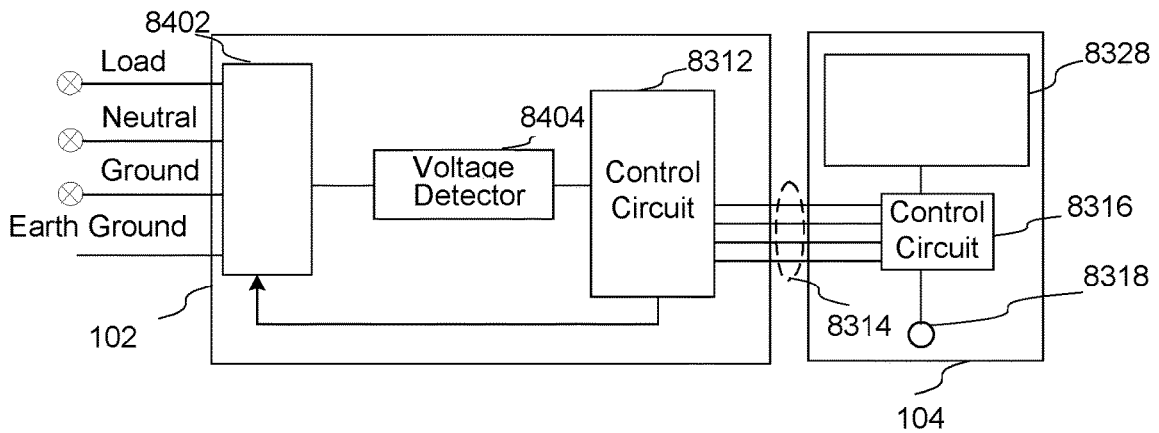 8402
8312
8328
Load
Neutral
8404
Ground
Voltage
Detector
Control
Circuit
Control
Circuit
8316
Earth Ground
8318
102
8314
104